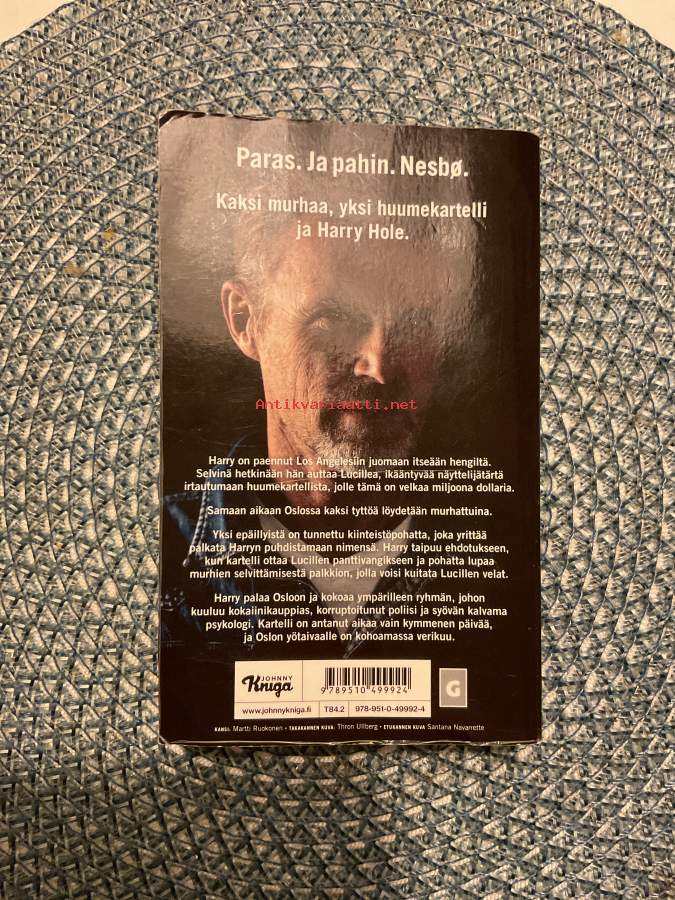 Paras. Ja pahin. Nesbø.
Kaksi murhaa, yksi huumekartelli
ja Harry Hole.
Antikvariaatti.net
Harry on paennut Los Angelesiin juomaan itseään hengiltä.
Selvinä hetkinään hän auttaa Lucillea, ikääntyvää näyttelijätärtä
irtautumaan huumekartellista, jolle tämä on velkaa miljoona dollaria.
Samaan aikaan Oslossa kaksi tyttöä löydetään murhattuina.
Yksi epäillyistä on tunnettu kiinteistöpohatta, joka yrittää
palkata Harryn puhdistamaan nimensä. Harry taipuu ehdotukseen,
kun kartelli ottaa Lucillen panttivangikseen ja pohatta lupaa
murhien selvittämisestä palkkion, jolla voisi kuitata Lucillen velat.
Harry palaa Osloon ja kokoaa ympärilleen ryhmän, johon
kuuluu kokaiinikauppias, korruptoitunut poliisi ja syövän kalvama
psykologi. Kartelli on antanut aikaa vain kymmenen päivää,
ja Oslon yötaivaalle on kohoamassa verikuu.
JOHNNY
Kniga
9789510499924
G
www.johnnykniga.fi
T84.2
978-951-0-49992-4
KANSI: Martti Ruokonen • TAKAKANNEN KUVA: Thron Ullberg • ETUKANNEN KUVA Santana Navarrette